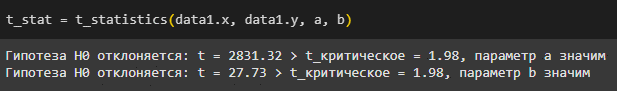 t_stat = t_statistics(data1.x, data1.y, a, b)
Гипотеза H0 отклоняется: t = 2831.32 > t_критическое = 1.98, параметр a значим
Гипотеза H0 отклоняется: t = 27.73 > t_критическое = 1.98, параметр b значим